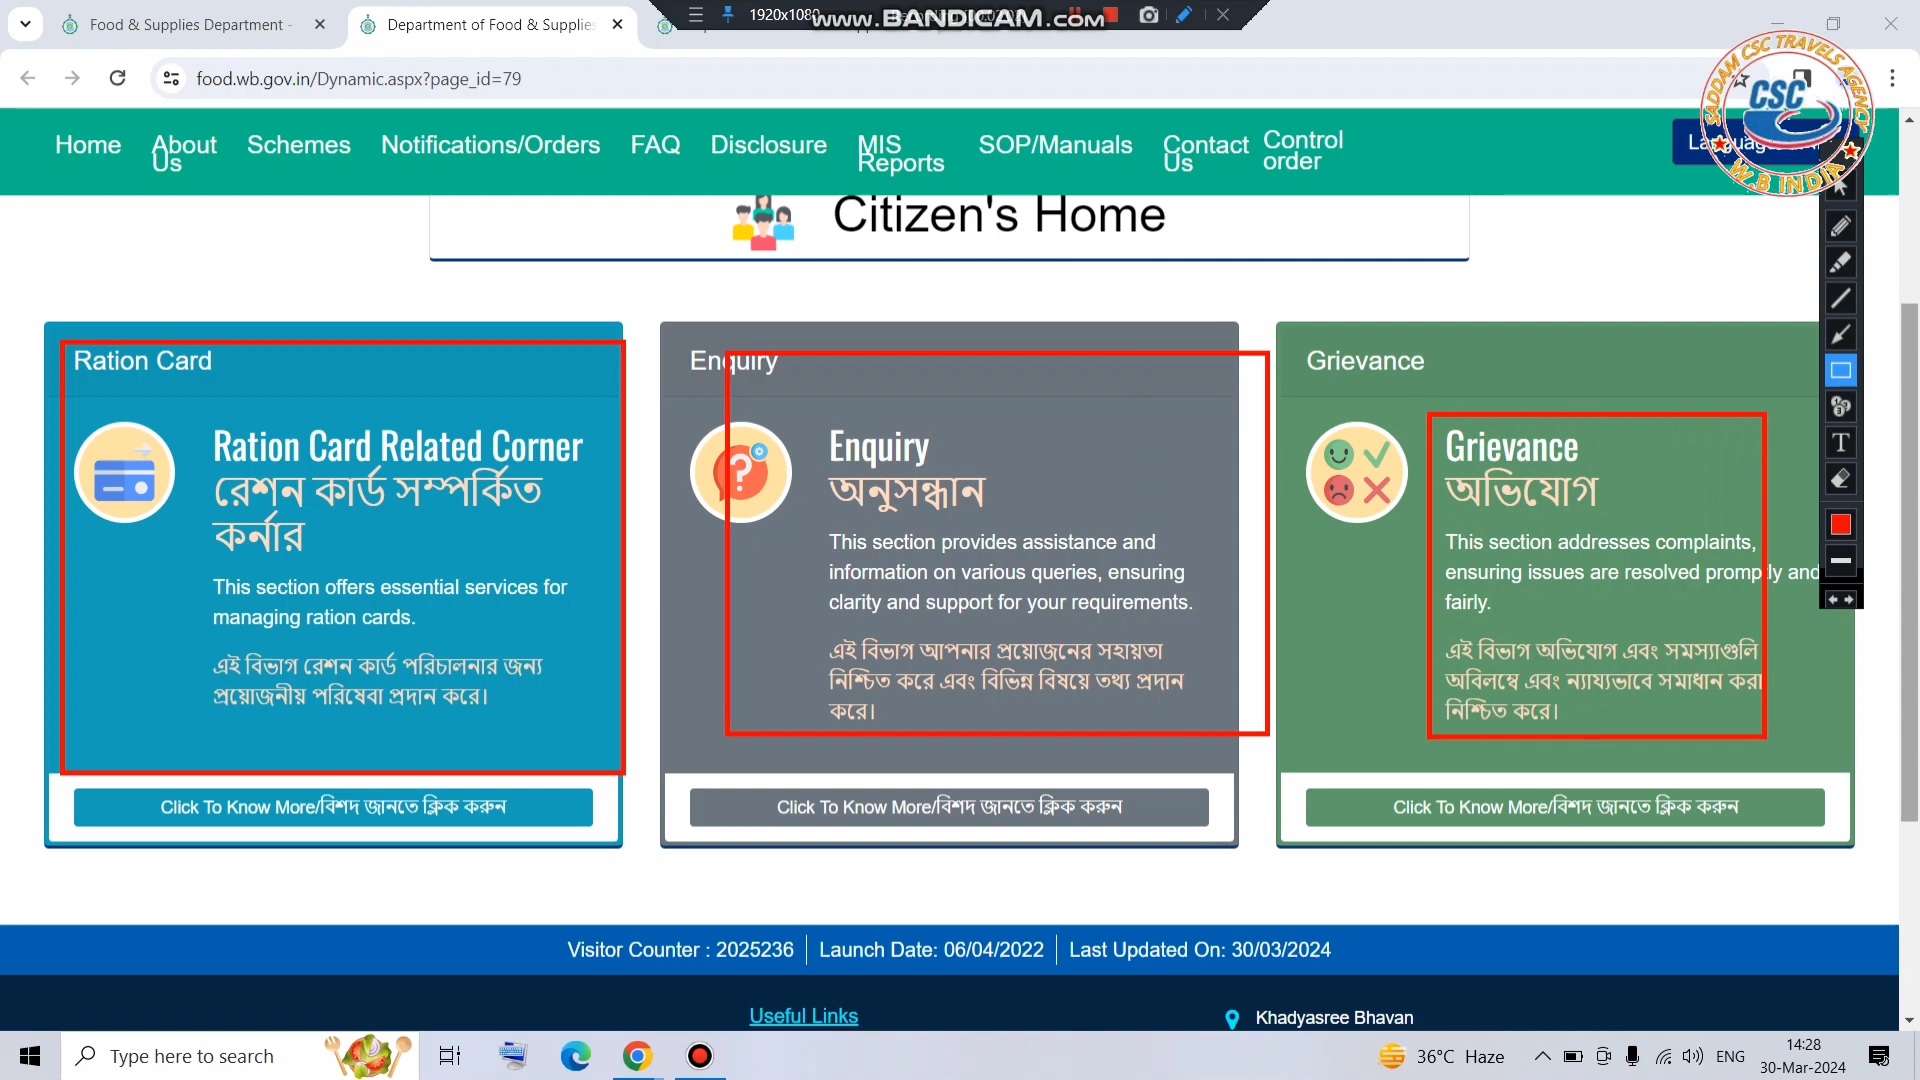 Food & Supplies Department -
Department of Food & Supplies
1920x1080
www.BANDICAM.com
food.wb.gov.in/Dynamic.aspx?page_id=79
SADDAM CSC TRAVELS AGENCY
CSC
W.B INDIA
Home
About Us
Schemes
Notifications/Orders
FAQ
Disclosure
MIS Reports
SOP/Manuals
Contact Us
Control order
Citizen's Home
Ration Card
Ration Card Related Corner
রেশন কার্ড সম্পর্কিত
কর্নার
This section offers essential services for
managing ration cards.
এই বিভাগ রেশন কার্ড পরিচালনার জন্য
প্রয়োজনীয় পরিষেবা প্রদান করে।
Click To Know More/বিশদ জানতে ক্লিক করুন
Enquiry
Enquiry
অনুসন্ধান
This section provides assistance and
information on various queries, ensuring
clarity and support for your requirements.
এই বিভাগ আপনার প্রয়োজনের সহায়তা
নিশ্চিত করে এবং বিভিন্ন বিষয়ে তথ্য প্রদান
করে।
Click To Know More/বিশদ জানতে ক্লিক করুন
Grievance
Grievance
অভিযোগ
This section addresses complaints,
ensuring issues are resolved promptly and
fairly.
এই বিভাগ অভিযোগ এবং সমস্যাগুলি
অবিলম্বে এবং ন্যায্যভাবে সমাধান করা
নিশ্চিত করে।
Click To Know More/বিশদ জানতে ক্লিক করুন
T
Visitor Counter : 2025236 | Launch Date: 06/04/2022 | Last Updated On: 30/03/2024
Useful Links
Khadyasree Bhavan
Type here to search
36°C Haze
ENG
14:28
30-Mar-2024